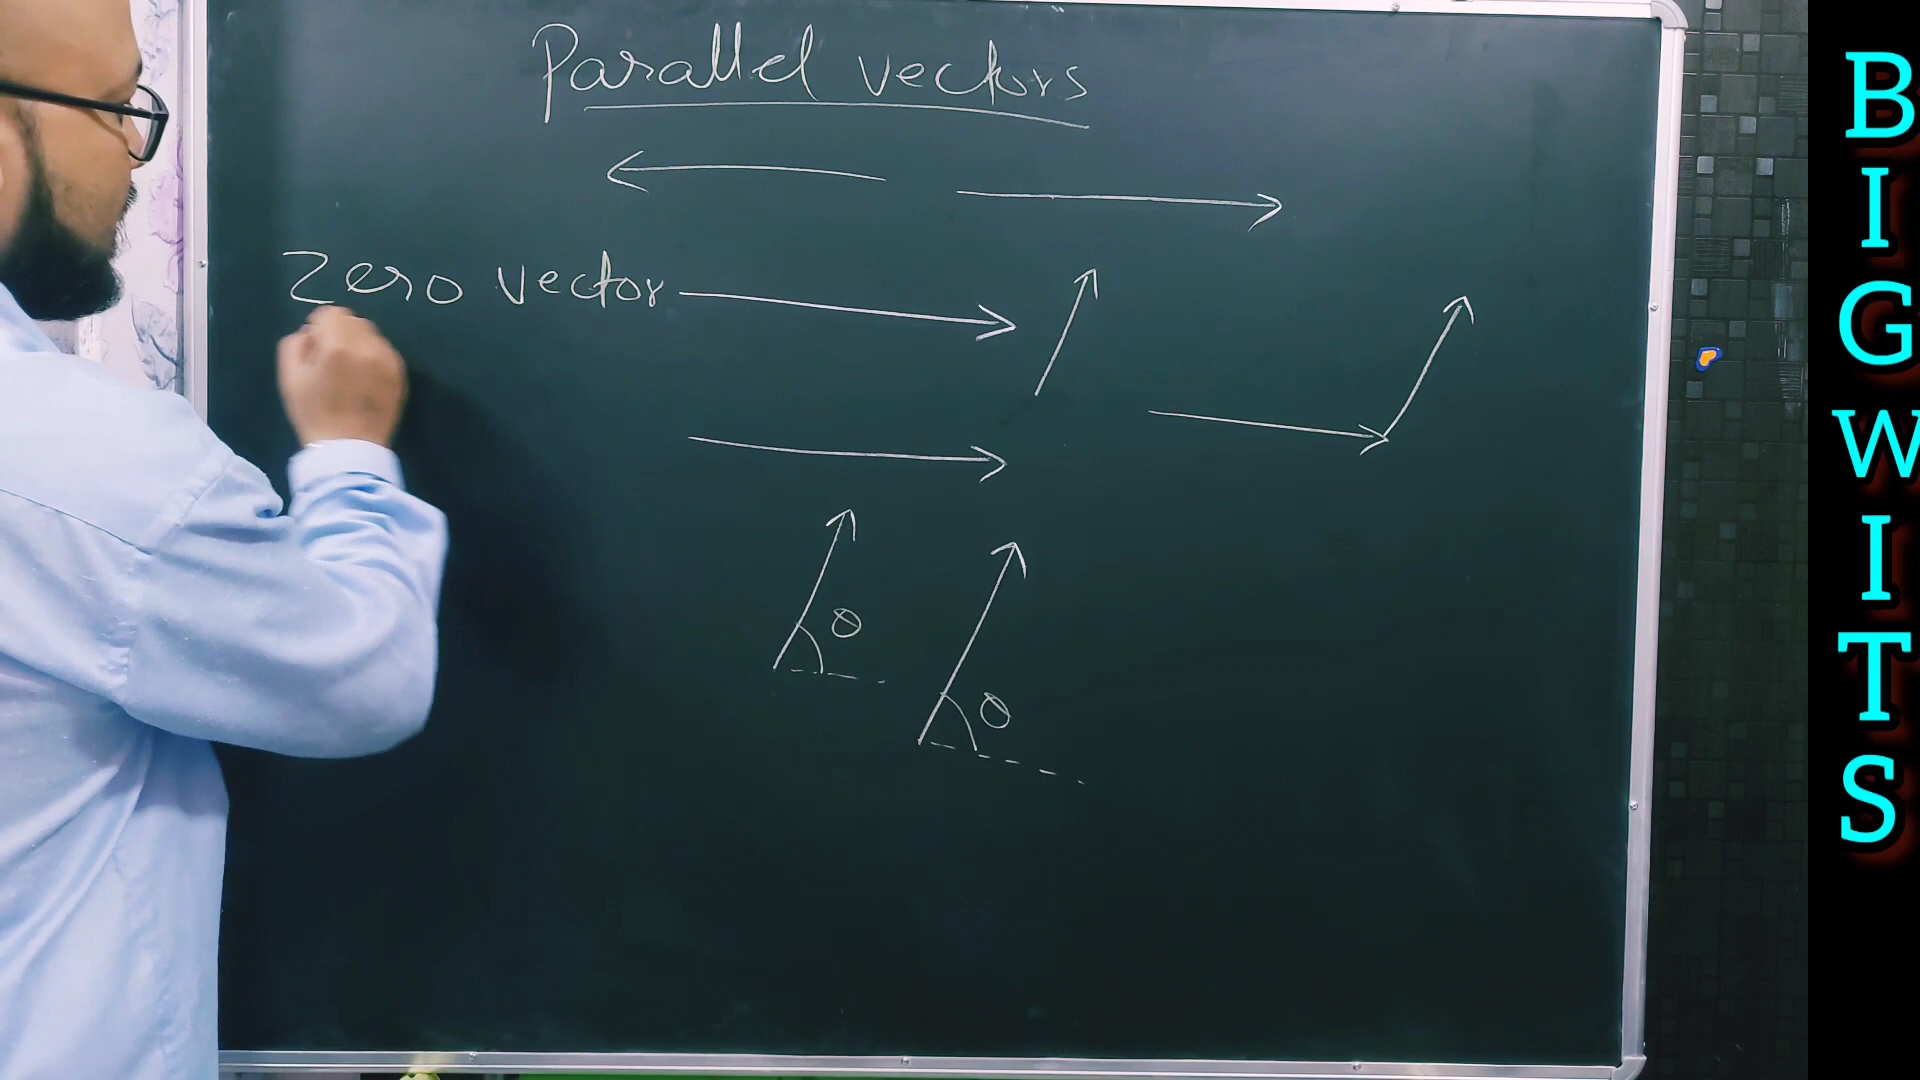 Parallel vectors
Zero vector
θ
θ
BIGWITS